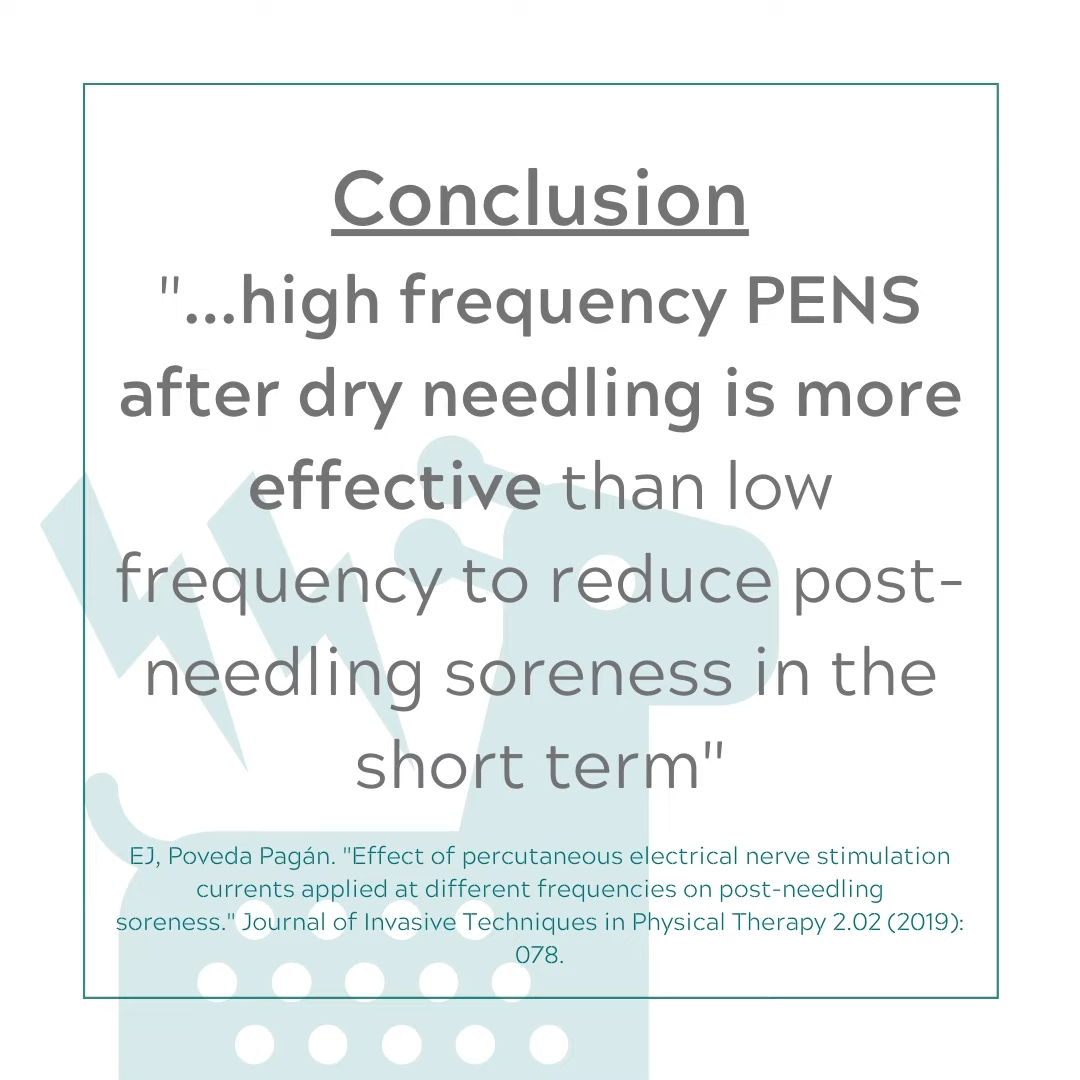 Conclusion
"...high frequency PENS
after dry needling is more
effective than low
frequency to reduce post-
needling soreness in the
short term"
EJ, Poveda Pagán. "Effect of percutaneous electrical nerve stimulation
currents applied at different frequencies on post-needling
soreness." Journal of Invasive Techniques in Physical Therapy 2.02 (2019):
078.